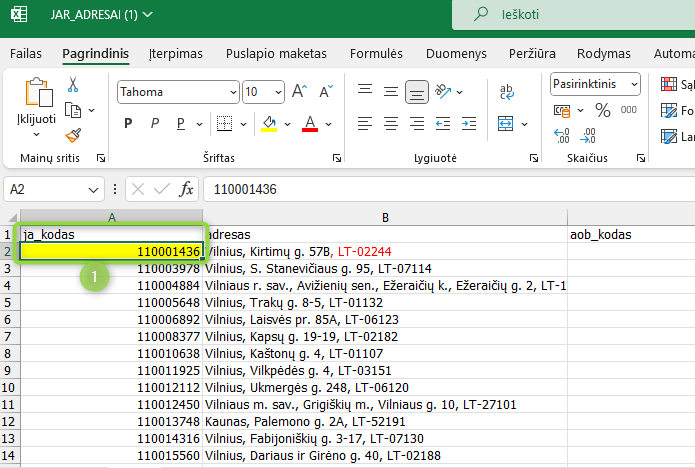 JAR_ADRESAI (1)
Ieškoti
Failas Pagrindinis Įterpimas Puslapio maketas Formulės Duomenys Peržiūra Rodymas Automa
Įklijuoti
Tahoma 10
Pasirinktinis
Mainų sritis Šriftas Lygiuotė Skaičius
A2 fx 110001436
A B
1 ja_kodas adresas aob_kodas
2 110001436 Vilnius, Kirtimų g. 57B, LT-02244
1
3 110003978 Vilnius, S. Stanevičiaus g. 95, LT-07114
4 110004884 Vilniaus r. sav., Avižienių sen., Ežeraičių k., Ežeraičių g. 2, LT-1
5 110005648 Vilnius, Trakų g. 8-5, LT-01132
6 110006892 Vilnius, Laisvės pr. 85A, LT-06123
7 110008377 Vilnius, Kapsų g. 19-19, LT-02182
8 110010638 Vilnius, Kaštonų g. 4, LT-01107
9 110011925 Vilnius, Vilkpėdės g. 4, LT-03151
10 110012112 Vilnius, Ukmergės g. 248, LT-06120
11 110012450 Vilniaus m. sav., Grigiškių m., Vilniaus g. 10, LT-27101
12 110013748 Kaunas, Palemono g. 2A, LT-52191
13 110014316 Vilnius, Fabijoniškių g. 3-17, LT-07130
14 110015560 Vilnius, Dariaus ir Girėno g. 40, LT-02188